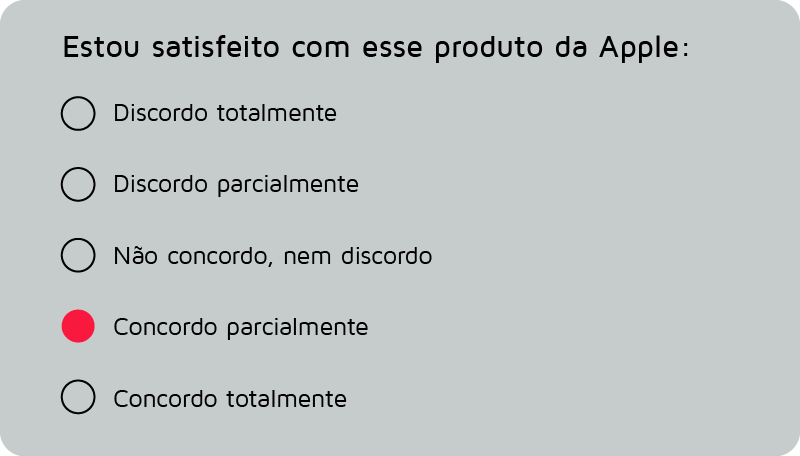 Estou satisfeito com esse produto da Apple:
Discordo totalmente
Discordo parcialmente
Não concordo, nem discordo
Concordo parcialmente
Concordo totalmente